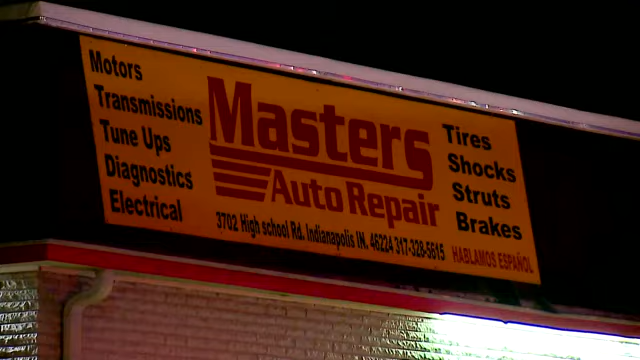 Motors
Transmissions
Tune Ups
Diagnostics
Electrical
Masters
Auto Repair
Tires
Shocks
Struts
Brakes
3702 High school Rd. Indianapolis IN. 46224 317-328-5615
HABLAMOS ESPAÑOL